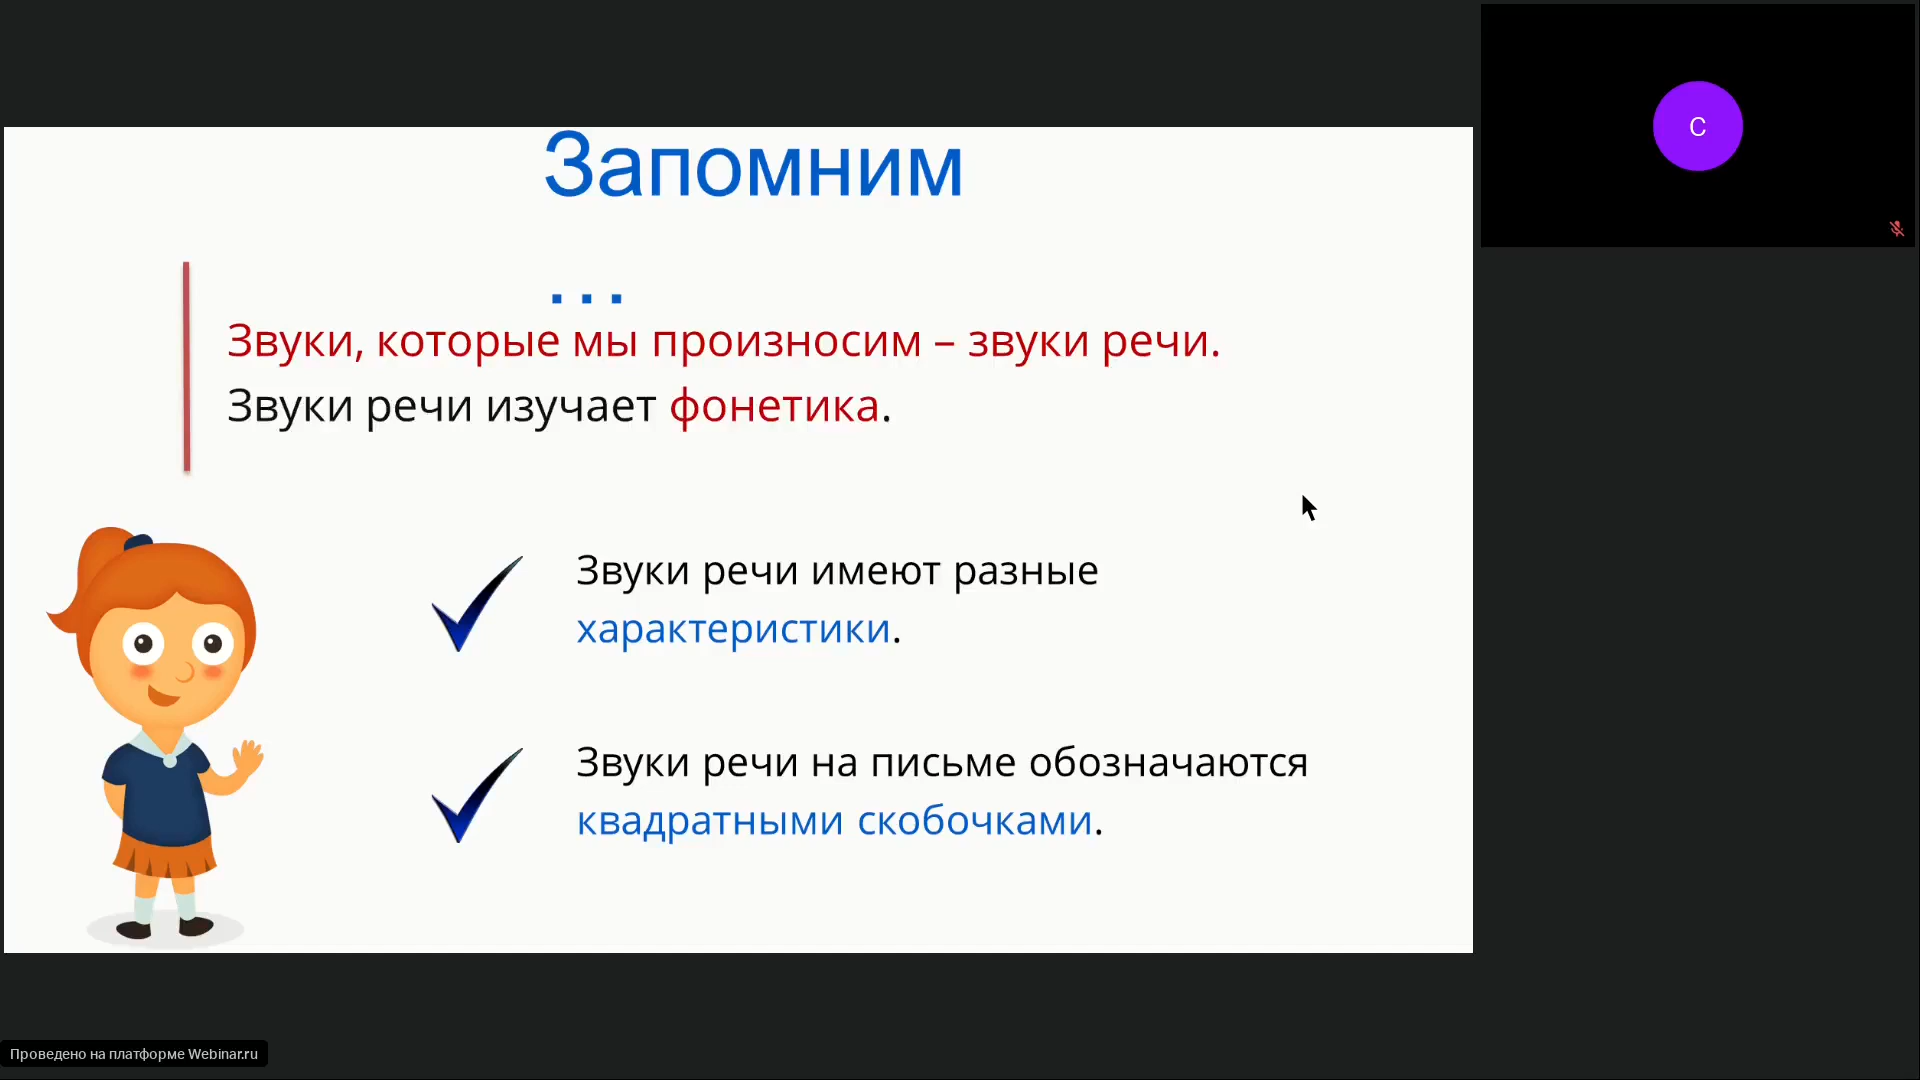 Запомним
...
Звуки, которые мы произносим – звуки речи.
Звуки речи изучает фонетика.
Звуки речи имеют разные
характеристики.
Звуки речи на письме обозначаются
квадратными скобочками.
С
Проведено на платформе Webinar.ru